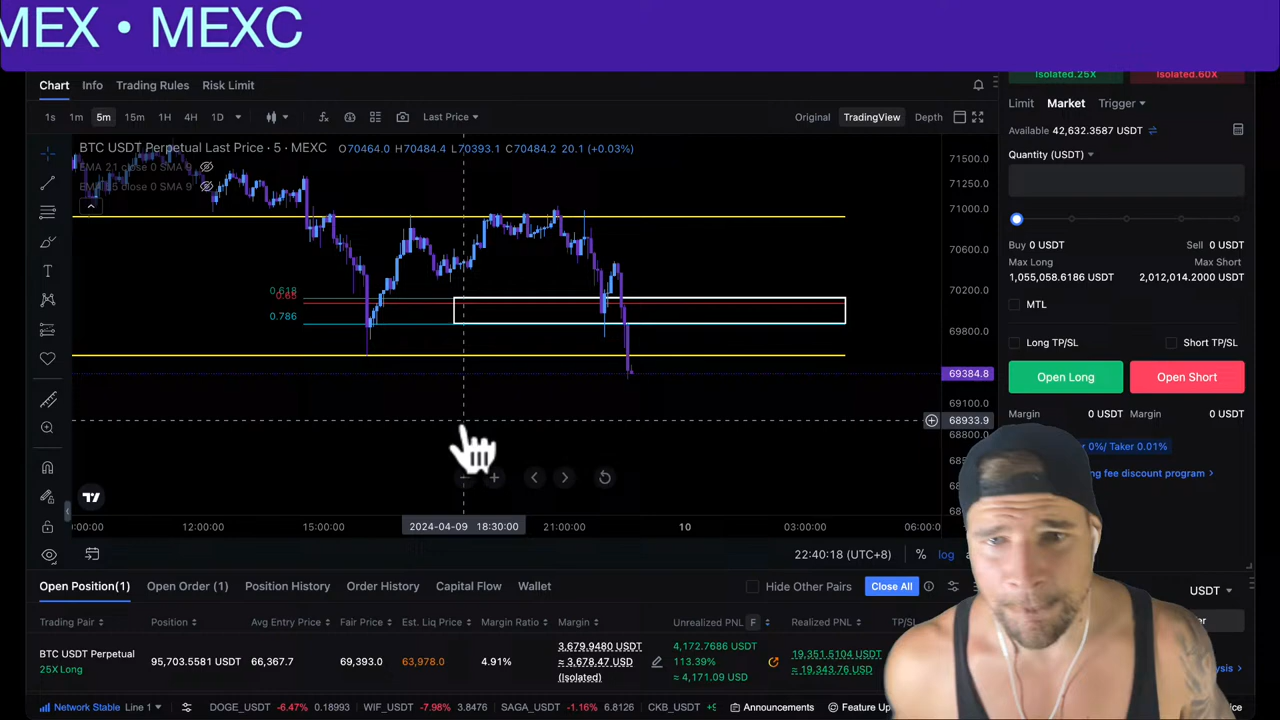 MEX • MEXC
Isolated.25X Isolated.60X
Chart Info Trading Rules Risk Limit
Limit Market Trigger
1s 1m 5m 15m 1H 4H 1D Last Price Original TradingView Depth
Available 42,632.3587 USDT
BTC USDT Perpetual Last Price · 5 · MEXC O70464.0 H70484.4 L70393.1 C70484.2 20.1 (+0.03%)
Quantity (USDT)
EMA 21 close 0 SMA 9
71500.0
71250.0
71000.0
70600.0
70200.0
69800.0
69384.8
69100.0
68933.9
68800.0
0.618
0.65
0.786
Buy 0 USDT Sell 0 USDT
Max Long Max Short
1,055,058.6186 USDT 2,012,014.2000 USDT
MTL
Long TP/SL Short TP/SL
Open Long Open Short
Margin 0 USDT Margin 0 USDT
0%/ Taker 0.01%
ng fee discount program >
:00:00 12:00:00 15:00:00 2024-04-09 18:30:00 21:00:00 10 03:00:00 06:00:00
22:40:18 (UTC+8) % log
Open Position(1) Open Order (1) Position History Order History Capital Flow Wallet Hide Other Pairs Close All
USDT
Trading Pair Position Avg Entry Price Fair Price Est. Liq Price Margin Ratio Margin Unrealized PNL F Realized PNL TP/SL
BTC USDT Perpetual 95,703.5581 USDT 66,367.7 69,393.0 63,978.0 4.91%
25X Long
3,679.9480 USDT
≈ 3,678.47 USD
(Isolated)
4,172.7686 USDT
113.39%
≈ 4,171.09 USD
19,351.5104 USDT
≈ 19,343.76 USD
Network Stable Line 1 DOGE_USDT -6.47% 0.18993 WIF_USDT -7.98% 3.8476 SAGA_USDT -1.16% 6.8126 CKB_USDT Announcements Feature Up